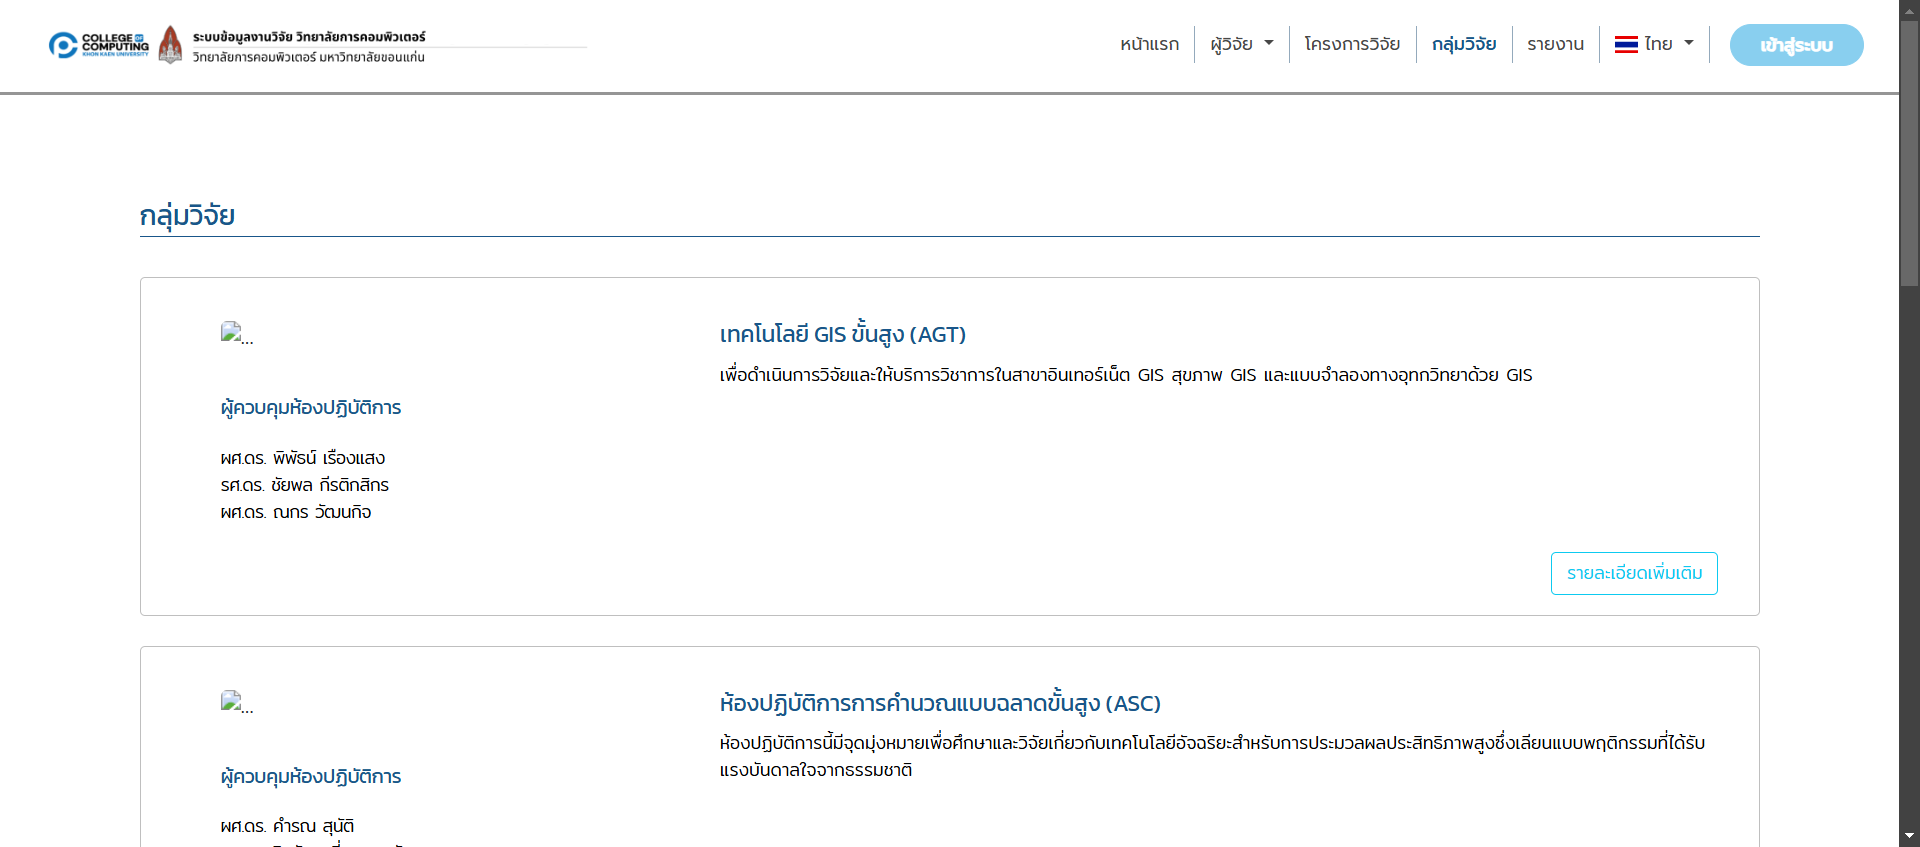 COLLEGE OF
COMPUTING
KHON KAEN UNIVERSITY
ระบบข้อมูลงานวิจัย วิทยาลัยการคอมพิวเตอร์
วิทยาลัยการคอมพิวเตอร์ มหาวิทยาลัยขอนแก่น
หน้าแรก
ผู้วิจัย
โครงการวิจัย
กลุ่มวิจัย
รายงาน
ไทย
เข้าสู่ระบบ
กลุ่มวิจัย
...
ผู้ควบคุมห้องปฏิบัติการ
ผศ.ดร. พิพัธน์ เรืองแสง
รศ.ดร. ชัยพล กีรติกสิกร
ผศ.ดร. ณกร วัฒนกิจ
เทคโนโลยี GIS ขั้นสูง (AGT)
เพื่อดำเนินการวิจัยและให้บริการวิชาการในสาขาอินเทอร์เน็ต GIS สุขภาพ GIS และแบบจำลองทางอุทกวิทยาด้วย GIS
รายละเอียดเพิ่มเติม
...
ผู้ควบคุมห้องปฏิบัติการ
ผศ.ดร. คำรณ สุนัติ
ห้องปฏิบัติการการคำนวณแบบฉลาดขั้นสูง (ASC)
ห้องปฏิบัติการนี้มีจุดมุ่งหมายเพื่อศึกษาและวิจัยเกี่ยวกับเทคโนโลยีอัจฉริยะสำหรับการประมวลผลประสิทธิภาพสูงซึ่งเลียนแบบพฤติกรรมที่ได้รับ
แรงบันดาลใจจากธรรมชาติ